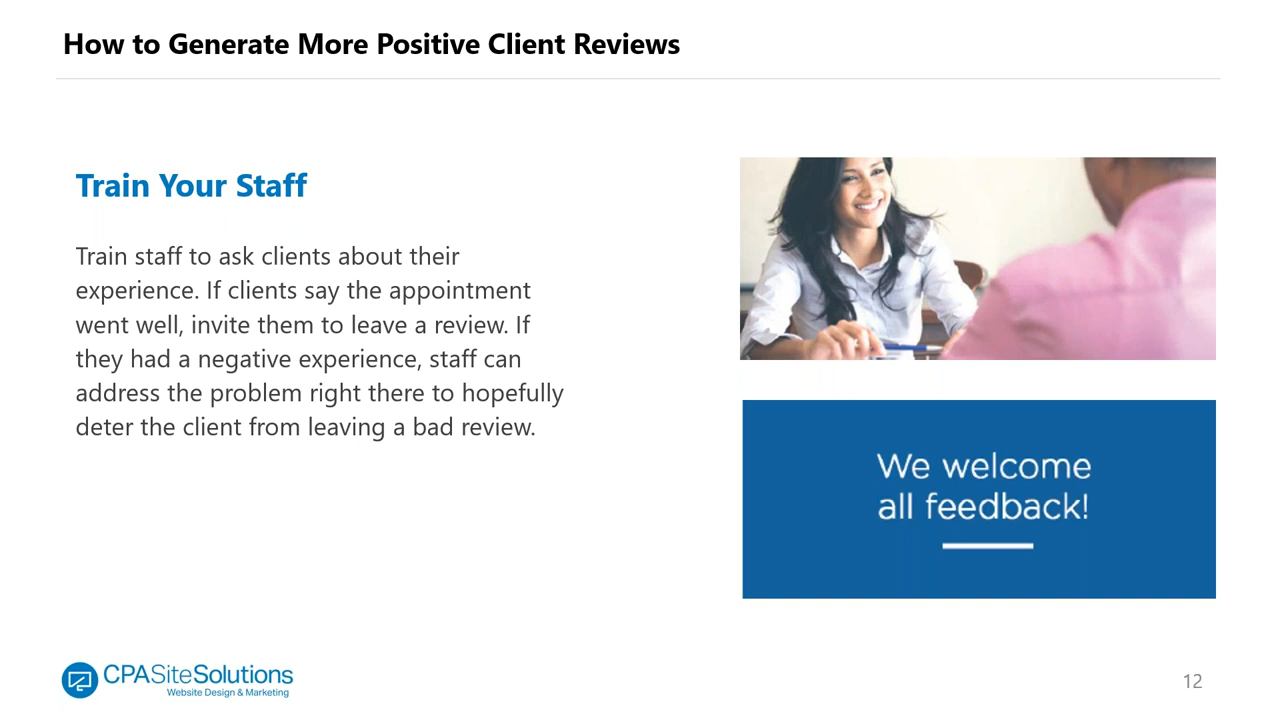 How to Generate More Positive Client Reviews
Train Your Staff
Train staff to ask clients about their
experience. If clients say the appointment
went well, invite them to leave a review. If
they had a negative experience, staff can
address the problem right there to hopefully
deter the client from leaving a bad review.
We welcome
all feedback!
CPASiteSolutions
Website Design & Marketing
12